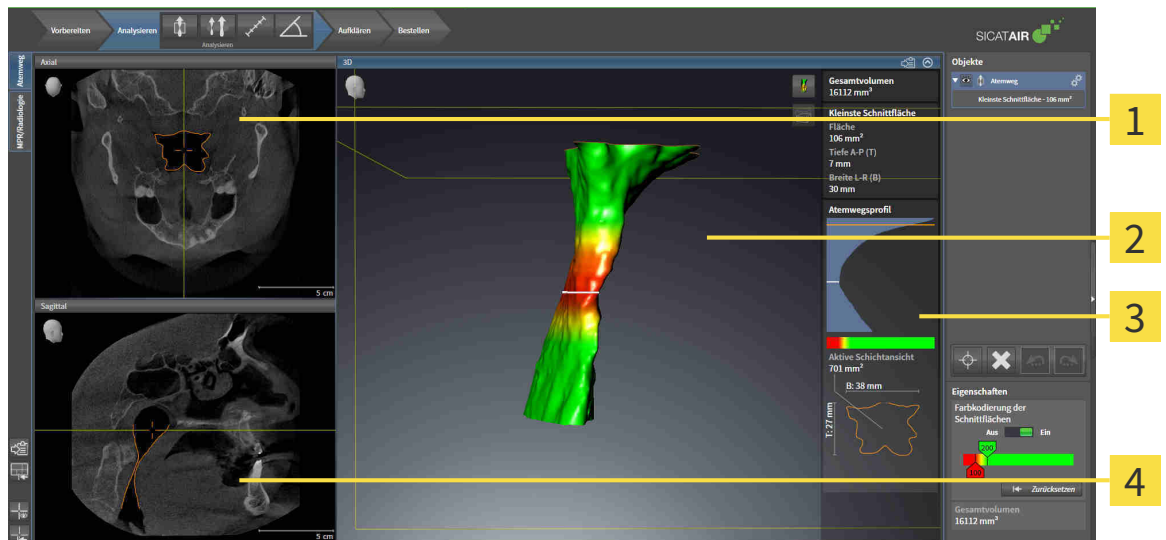 Vorbereiten
Analysieren
Analysieren
Aufklären
Bestellen
SICATAIR
Atemweg
MPR/Radiologie
Axial
5 cm
Sagittal
5 cm
3D
Gesamtvolumen
16112 mm³
Kleinste Schnittfläche
Fläche
106 mm²
Tiefe A-P (T)
7 mm
Breite L-R (B)
30 mm
Atemwegsprofil
Aktive Schichtansicht
701 mm²
B: 38 mm
T: 27 mm
Objekte
Atemweg
Kleinste Schnittfläche - 106 mm²
Eigenschaften
Farbkodierung der
Schnittflächen
Aus Ein
200
100
Zurücksetzen
Gesamtvolumen
16112 mm³
1
2
3
4